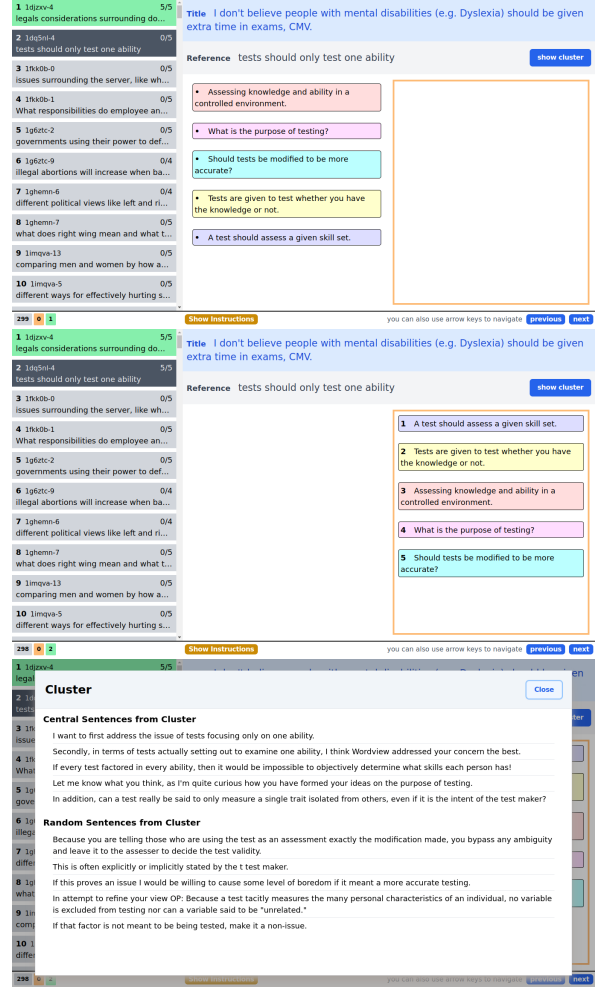 1 1djzxv-4 5/5
legals considerations surrounding do...
2 1dq5nl-4 0/5
tests should only test one ability
3 1fkk0b-0 0/5
issues surrounding the server, like wh...
4 1fkk0b-1 0/5
What responsibilities do employee an...
5 1g6ztc-2 0/5
governments using their power to def...
6 1g6ztc-9 0/4
illegal abortions will increase when ba...
7 1ghemn-6 0/4
different political views like left and ri...
8 1ghemn-7 0/5
what does right wing mean and what t...
9 1imqva-13 0/5
comparing men and women by how a...
10 1imqva-5 0/5
different ways for effectively hurting s...
Title I don't believe people with mental disabilities (e.g. Dyslexia) should be given
extra time in exams, CMV.
Reference tests should only test one ability
show cluster
• Assessing knowledge and ability in a
controlled environment.
• What is the purpose of testing?
• Should tests be modified to be more
accurate?
• Tests are given to test whether you have
the knowledge or not.
• A test should assess a given skill set.
299 0 1
Show Instructions
you can also use arrow keys to navigate previous next
1 1djzxv-4 5/5
legals considerations surrounding do...
2 1dq5nl-4 5/5
tests should only test one ability
3 1fkk0b-0 0/5
issues surrounding the server, like wh...
4 1fkk0b-1 0/5
What responsibilities do employee an...
5 1g6ztc-2 0/5
governments using their power to def...
6 1g6ztc-9 0/4
illegal abortions will increase when ba...
7 1ghemn-6 0/4
different political views like left and ri...
8 1ghemn-7 0/5
what does right wing mean and what t...
9 1imqva-13 0/5
comparing men and women by how a...
10 1imqva-5 0/5
different ways for effectively hurting s...
Title I don't believe people with mental disabilities (e.g. Dyslexia) should be given
extra time in exams, CMV.
Reference tests should only test one ability
show cluster
1 A test should assess a given skill set.
2 Tests are given to test whether you have
the knowledge or not.
3 Assessing knowledge and ability in a
controlled environment.
4 What is the purpose of testing?
5 Should tests be modified to be more
accurate?
298 0 2
Show Instructions
you can also use arrow keys to navigate previous next
1 1djzxv-4 5/5
Cluster
Close
Central Sentences from Cluster
I want to first address the issue of tests focusing only on one ability.
Secondly, in terms of tests actually setting out to examine one ability, I think Wordview addressed your concern the best.
If every test factored in every ability, then it would be impossible to objectively determine what skills each person has!
Let me know what you think, as I'm quite curious how you have formed your ideas on the purpose of testing.
In addition, can a test really be said to only measure a single trait isolated from others, even if it is the intent of the test maker?
Random Sentences from Cluster
Because you are telling those who are using the test as an assessment exactly the modification made, you bypass any ambiguity
and leave it to the assesser to decide the test validity.
This is often explicitly or implicitly stated by the t test maker.
If this proves an issue I would be willing to cause some level of boredom if it meant a more accurate testing.
In attempt to refine your view OP: Because a test tacitly measures the many personal characteristics of an individual, no variable
is excluded from testing nor can a variable said to be "unrelated."
If that factor is not meant to be being tested, make it a non-issue.
298
Show Instructions
you can also use arrow keys to navigate previous next